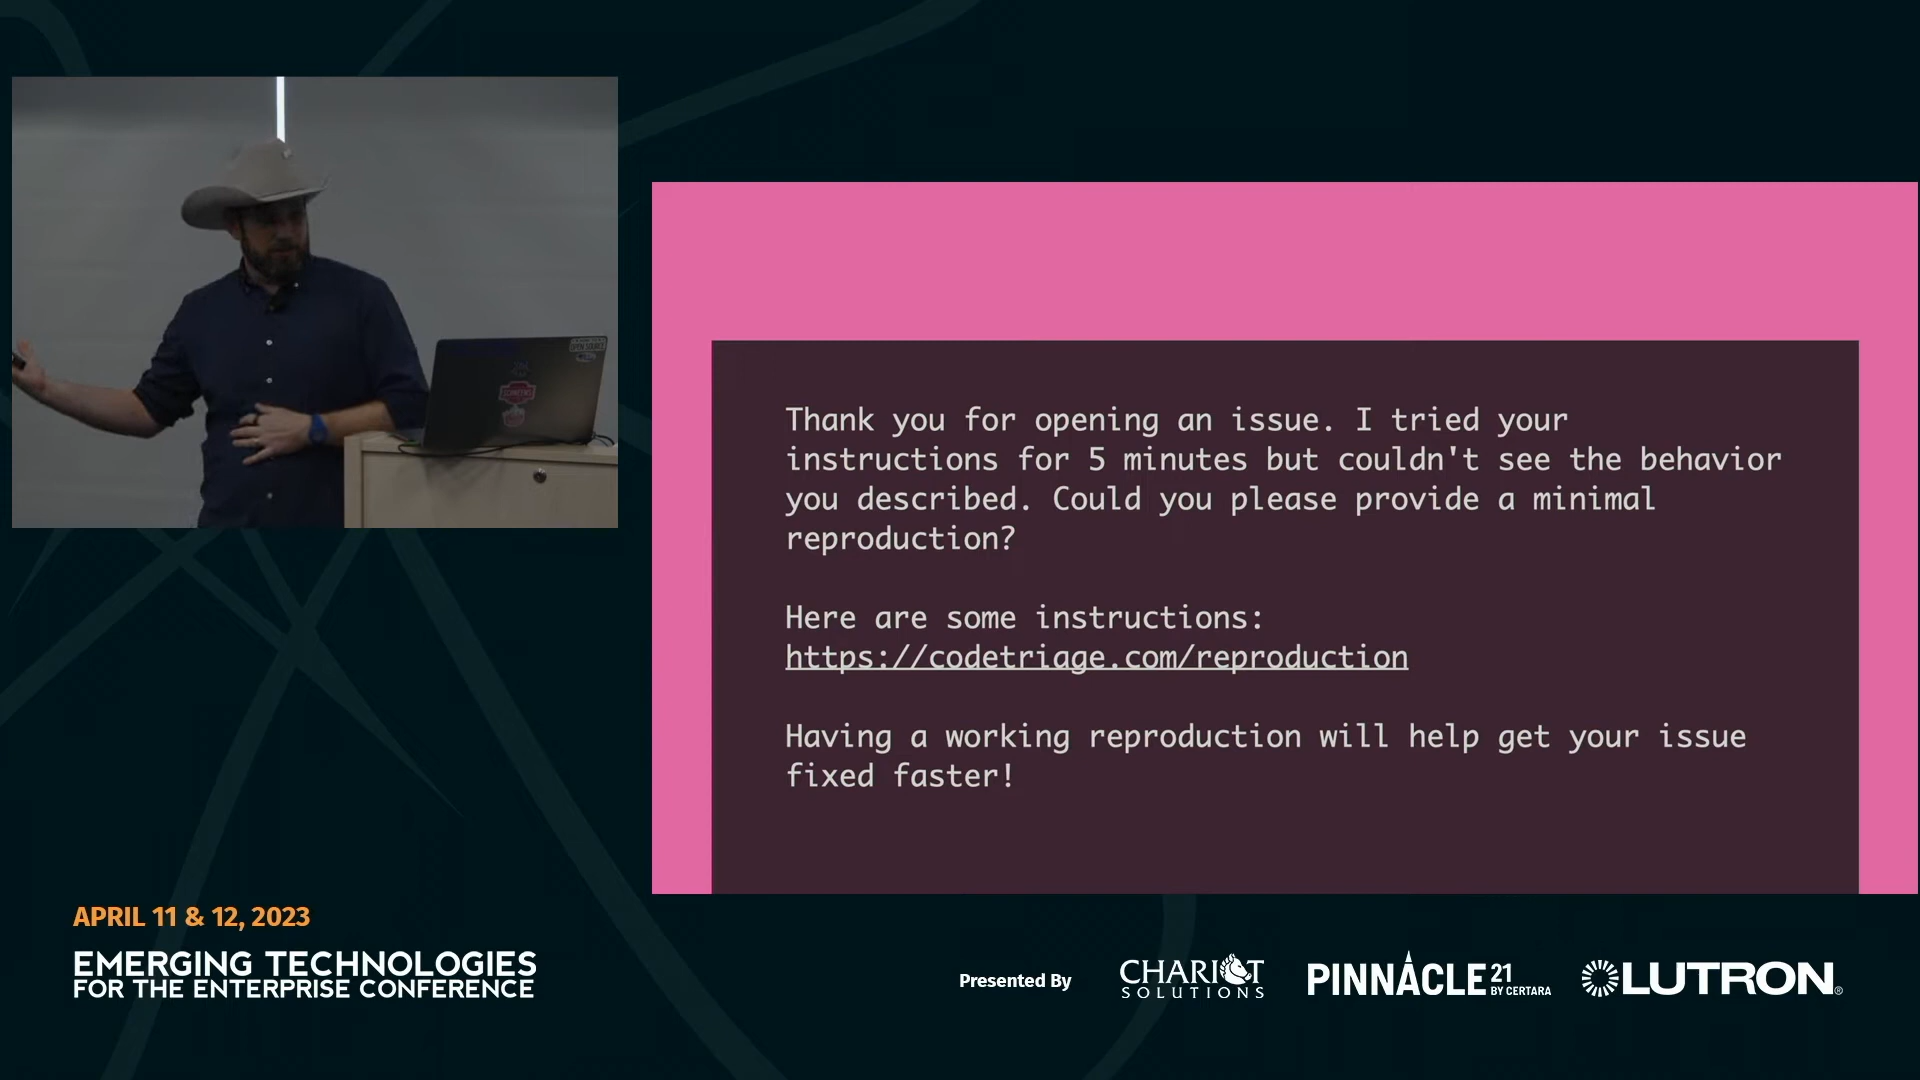 OPEN SOURCE
Thank you for opening an issue. I tried your
instructions for 5 minutes but couldn't see the behavior
you described. Could you please provide a minimal
reproduction?
Here are some instructions:
https://codetriage.com/reproduction
Having a working reproduction will help get your issue
fixed faster!
APRIL 11 & 12, 2023
EMERGING TECHNOLOGIES
FOR THE ENTERPRISE CONFERENCE
Presented By
CHARIOT
SOLUTIONS
PINNACLE 21
BY CERTARA
LUTRON®